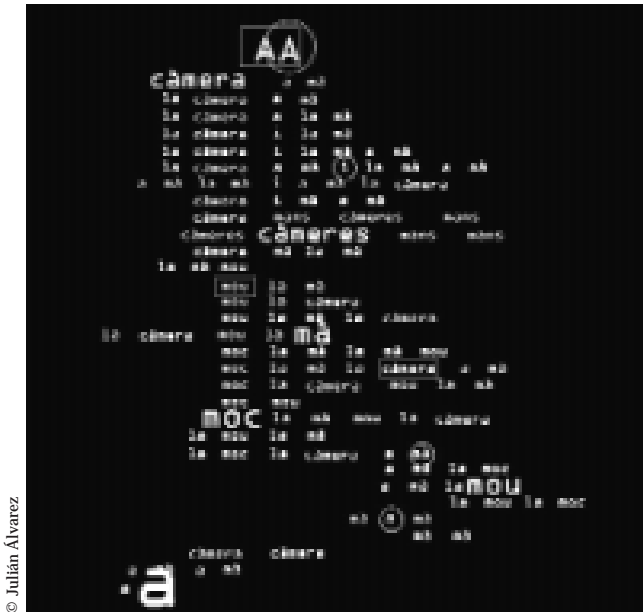 AA
càmera a mà
la càmera a mà
la càmera a la mà
la càmera i la mà
la càmera i la mà a mà
la càmera a mà i la mà a mà
a mà la mà i a mà la càmera
càmera i mà a mà
càmera mans càmeres mans
càmeres càmeres mans mans
càmera mà la mà
la mà mou
mou la mà
mou la càmera
mou la mà la càmera
la càmera mou la mà
moc la mà la mà mou
moc la mà la càmera a mà
moc la càmera mou la mà
moc mou
moc la mà mou la càmera
la mou la mà
la moc la càmera a mà
a mà la moc
a mà la mou
la mou la moc
mà a mà
mà mà
càmera càmera
a a mà
a a
© Julián Álvarez